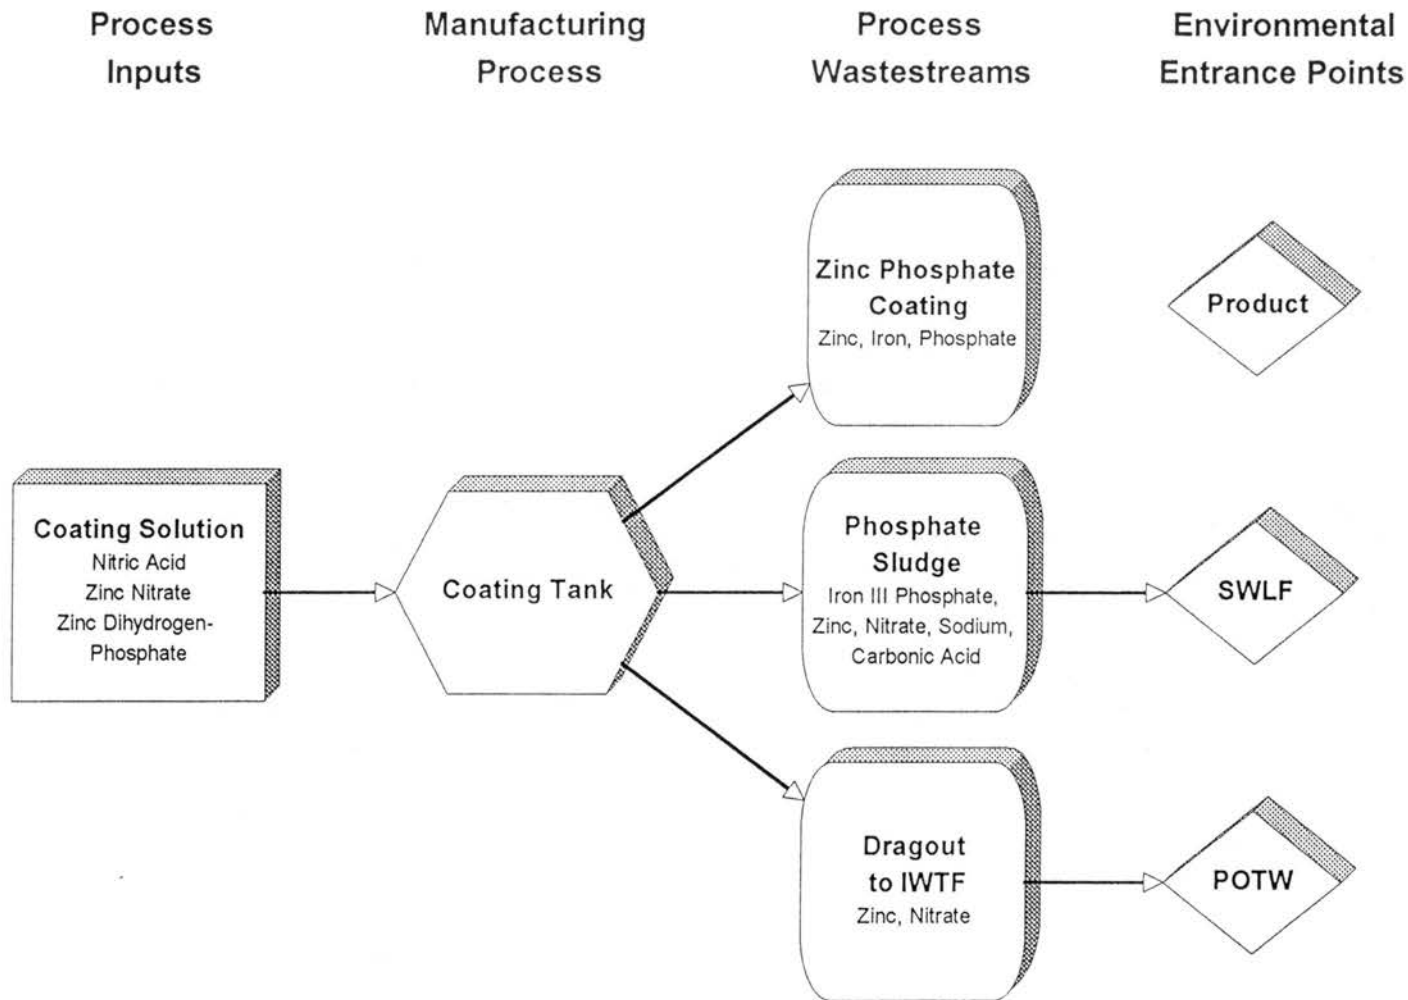 Process
Inputs
Manufacturing
Process
Process
Wastestreams
Environmental
Entrance Points
Zinc Phosphate
Coating
Zinc, Iron, Phosphate
Product
Coating Solution
Nitric Acid
Zinc Nitrate
Zinc Dihydrogen-
Phosphate
Coating Tank
Phosphate
Sludge
Iron III Phosphate,
Zinc, Nitrate, Sodium,
Carbonic Acid
SWLF
Dragout
to IWTF
Zinc, Nitrate
POTW